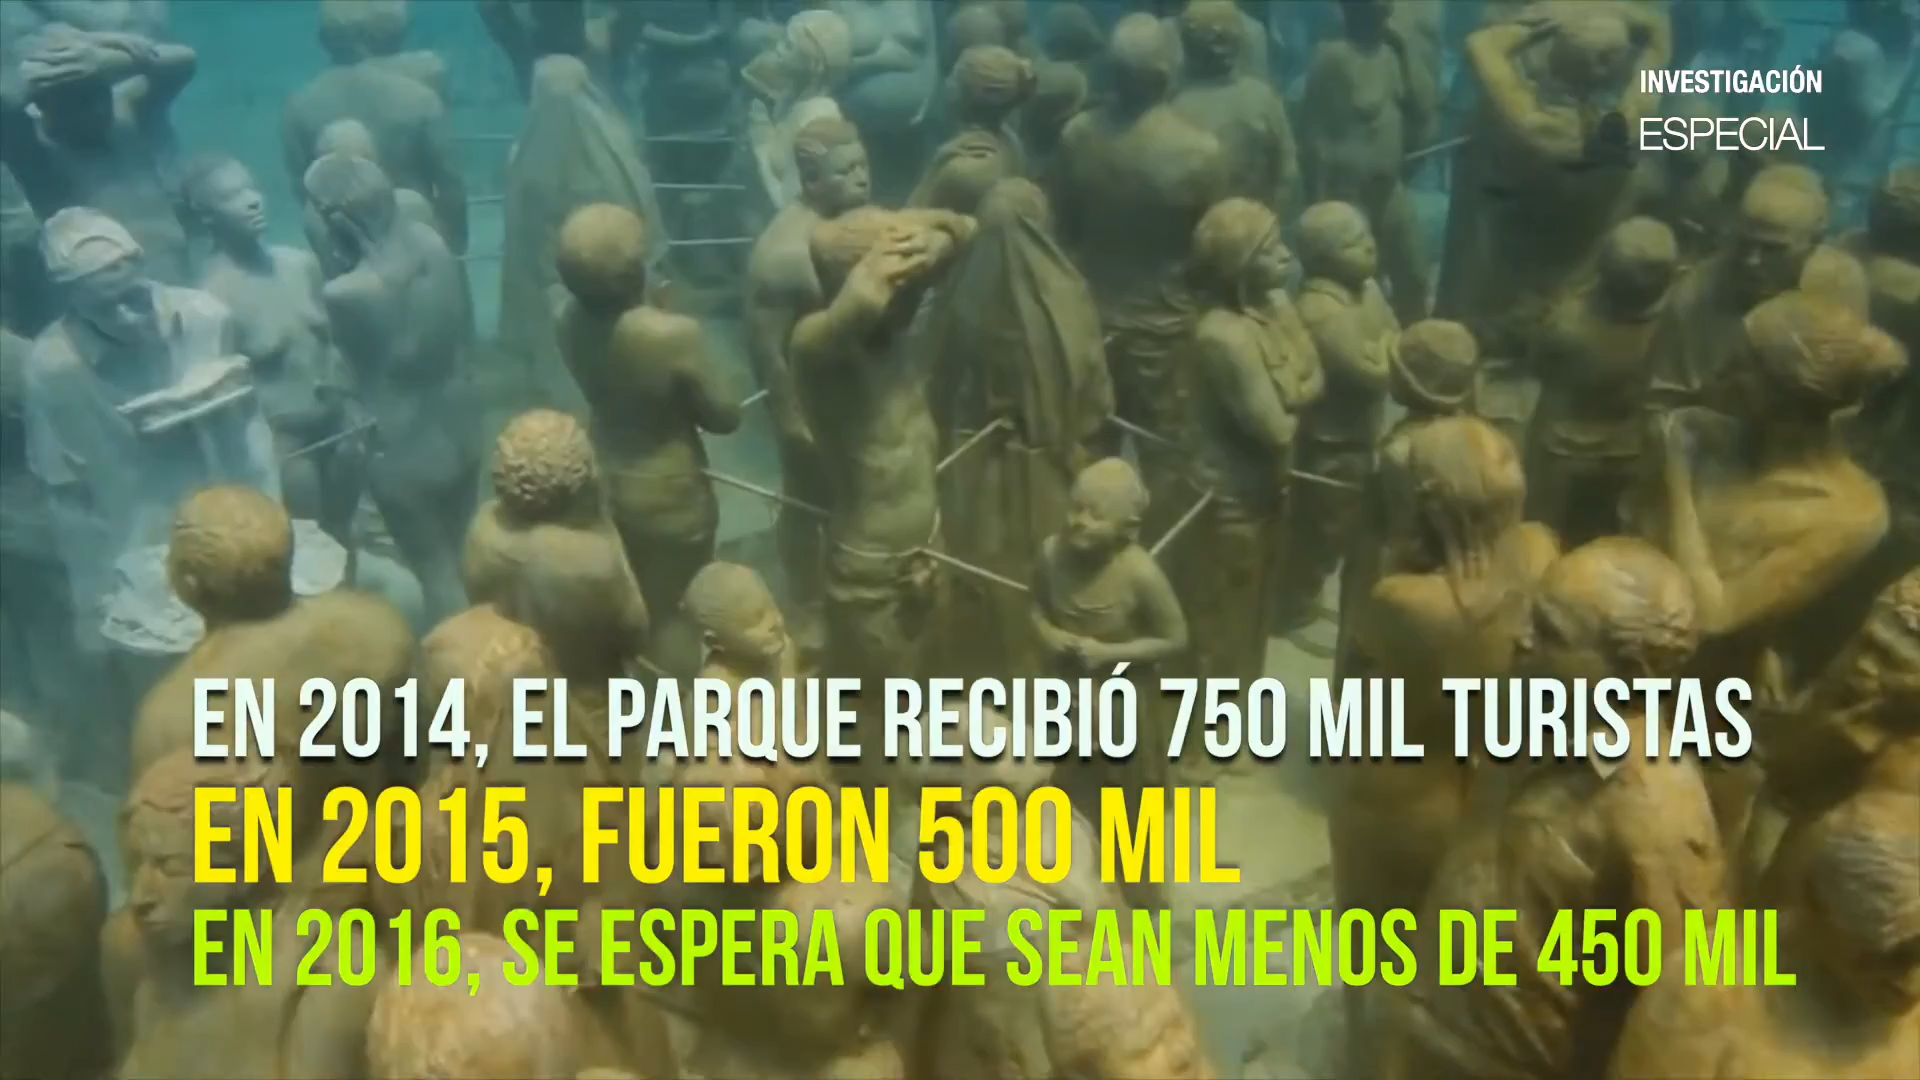 INVESTIGACIÓN
ESPECIAL
EN 2014, EL PARQUE RECIBIÓ 750 MIL TURISTAS
EN 2015, FUERON 500 MIL
EN 2016, SE ESPERA QUE SEAN MENOS DE 450 MIL